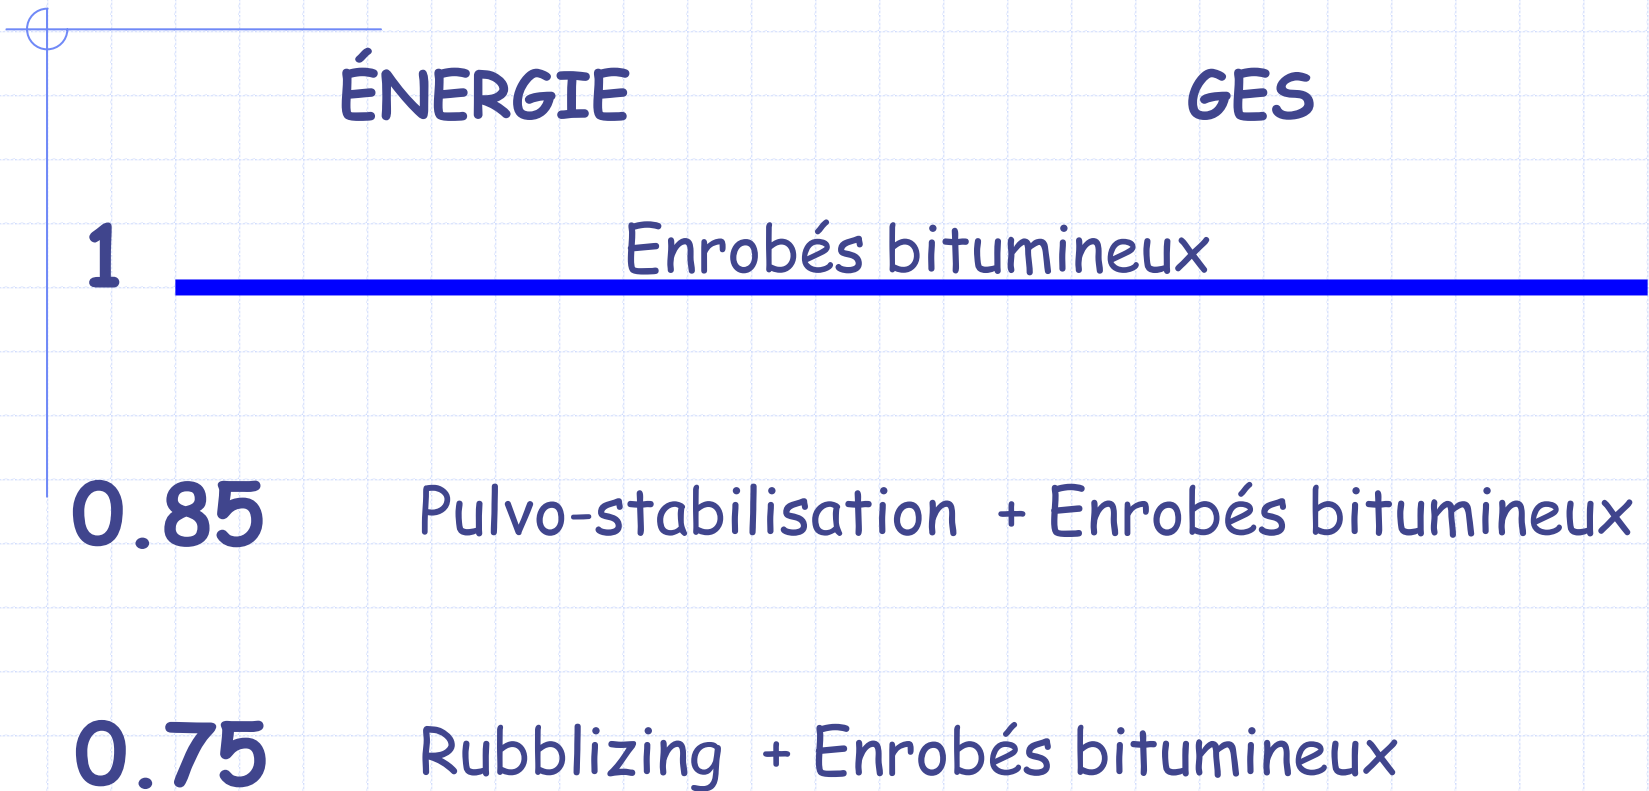 ÉNERGIE GES
1 Enrobés bitumineux
0.85 Pulvo-stabilisation + Enrobés bitumineux
0.75 Rubblizing + Enrobés bitumineux